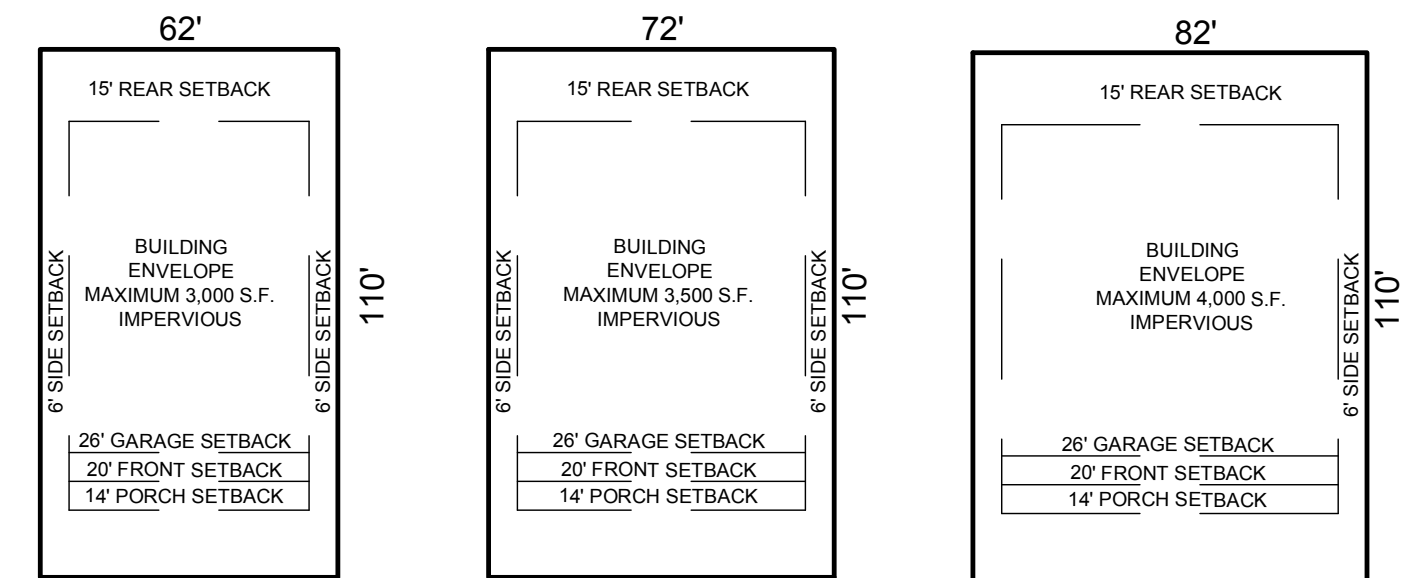 62'
15' REAR SETBACK
BUILDING
ENVELOPE
MAXIMUM 3,000 S.F.
IMPERVIOUS
6' SIDE SETBACK
6' SIDE SETBACK
110'
26' GARAGE SETBACK
20' FRONT SETBACK
14' PORCH SETBACK
72'
15' REAR SETBACK
BUILDING
ENVELOPE
MAXIMUM 3,500 S.F.
IMPERVIOUS
6' SIDE SETBACK
6' SIDE SETBACK
110'
26' GARAGE SETBACK
20' FRONT SETBACK
14' PORCH SETBACK
82'
15' REAR SETBACK
BUILDING
ENVELOPE
MAXIMUM 4,000 S.F.
IMPERVIOUS
6' SIDE SETBACK
110'
26' GARAGE SETBACK
20' FRONT SETBACK
14' PORCH SETBACK